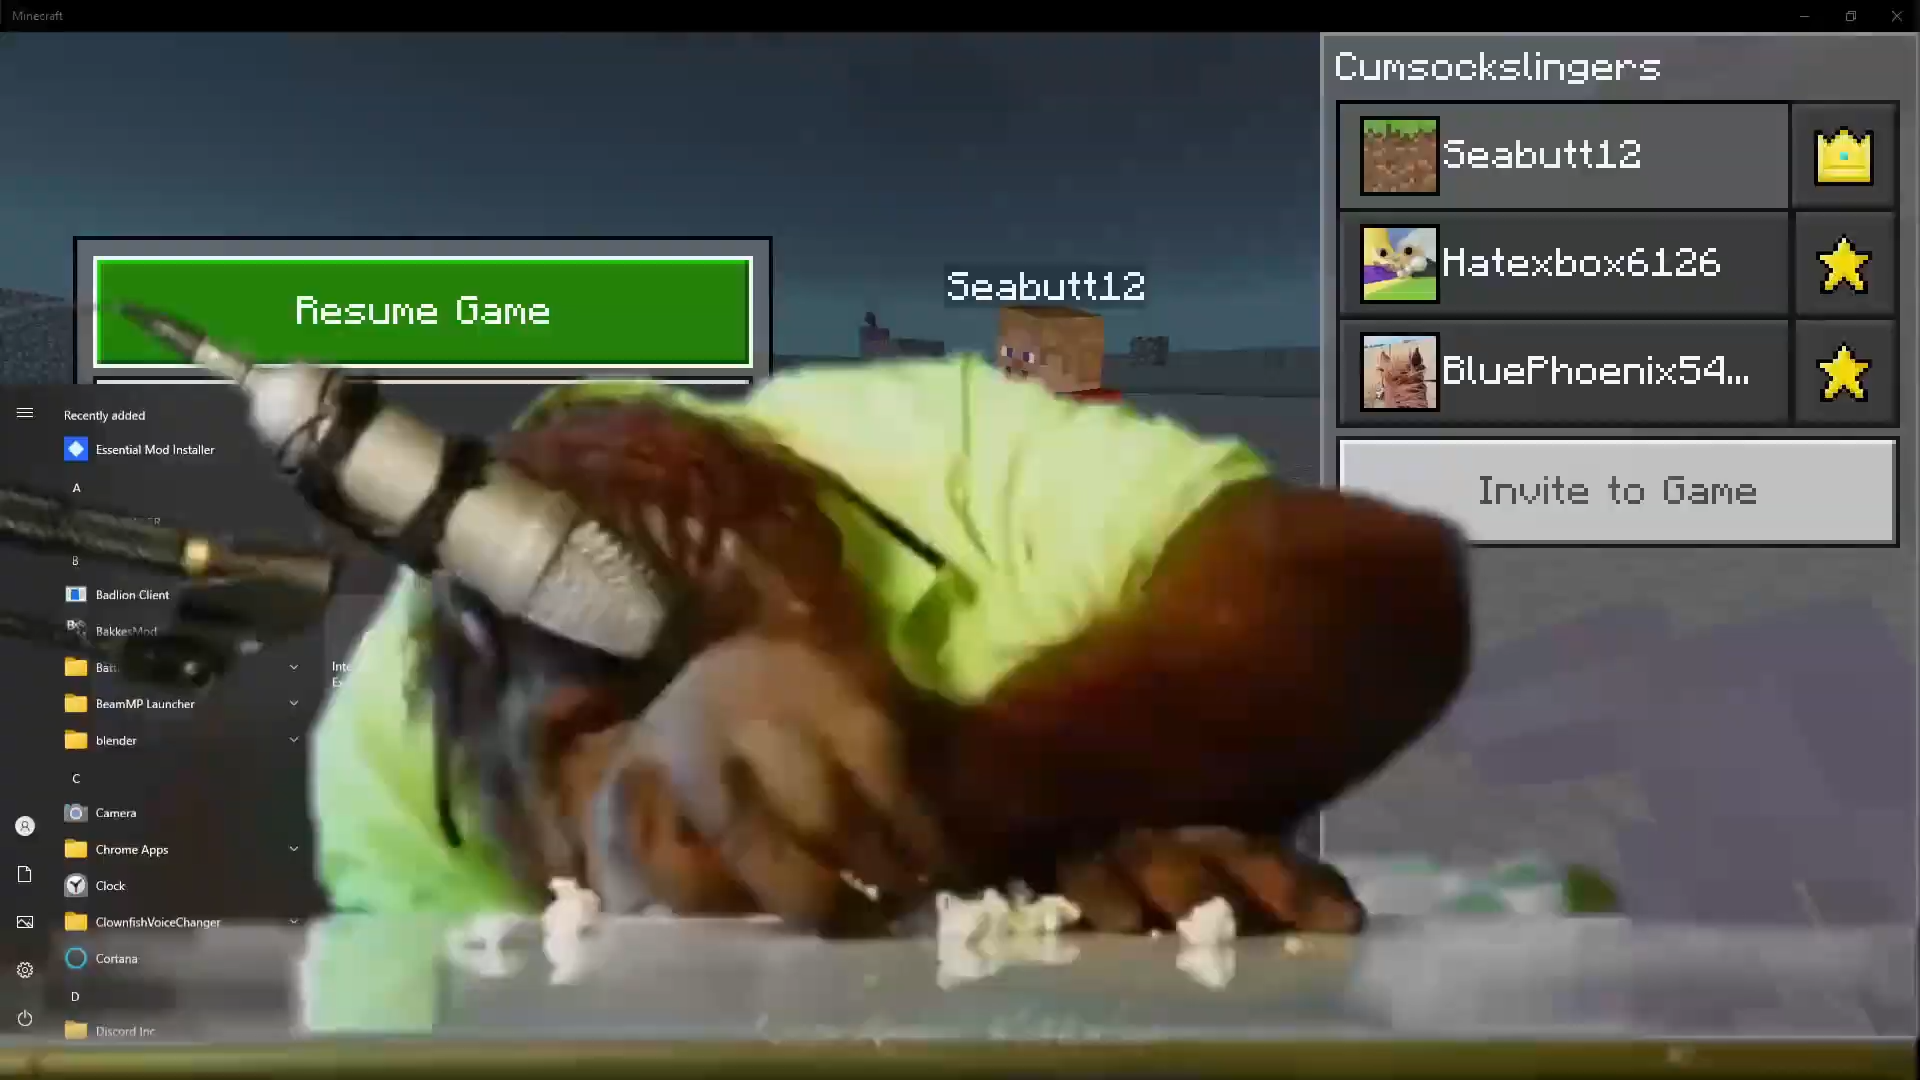 Minecraft
Cumsockslingers
Seabutt12
Hatexbox6126
BluePhoenix54...
Invite to Game
Resume Game
Seabutt12
Recently added
Essential Mod Installer
A
B
Badlion Client
BakkesMod
BeamMP Launcher
blender
C
Camera
Chrome Apps
Clock
ClownfishVoiceChanger
Cortana
D
Discord Inc